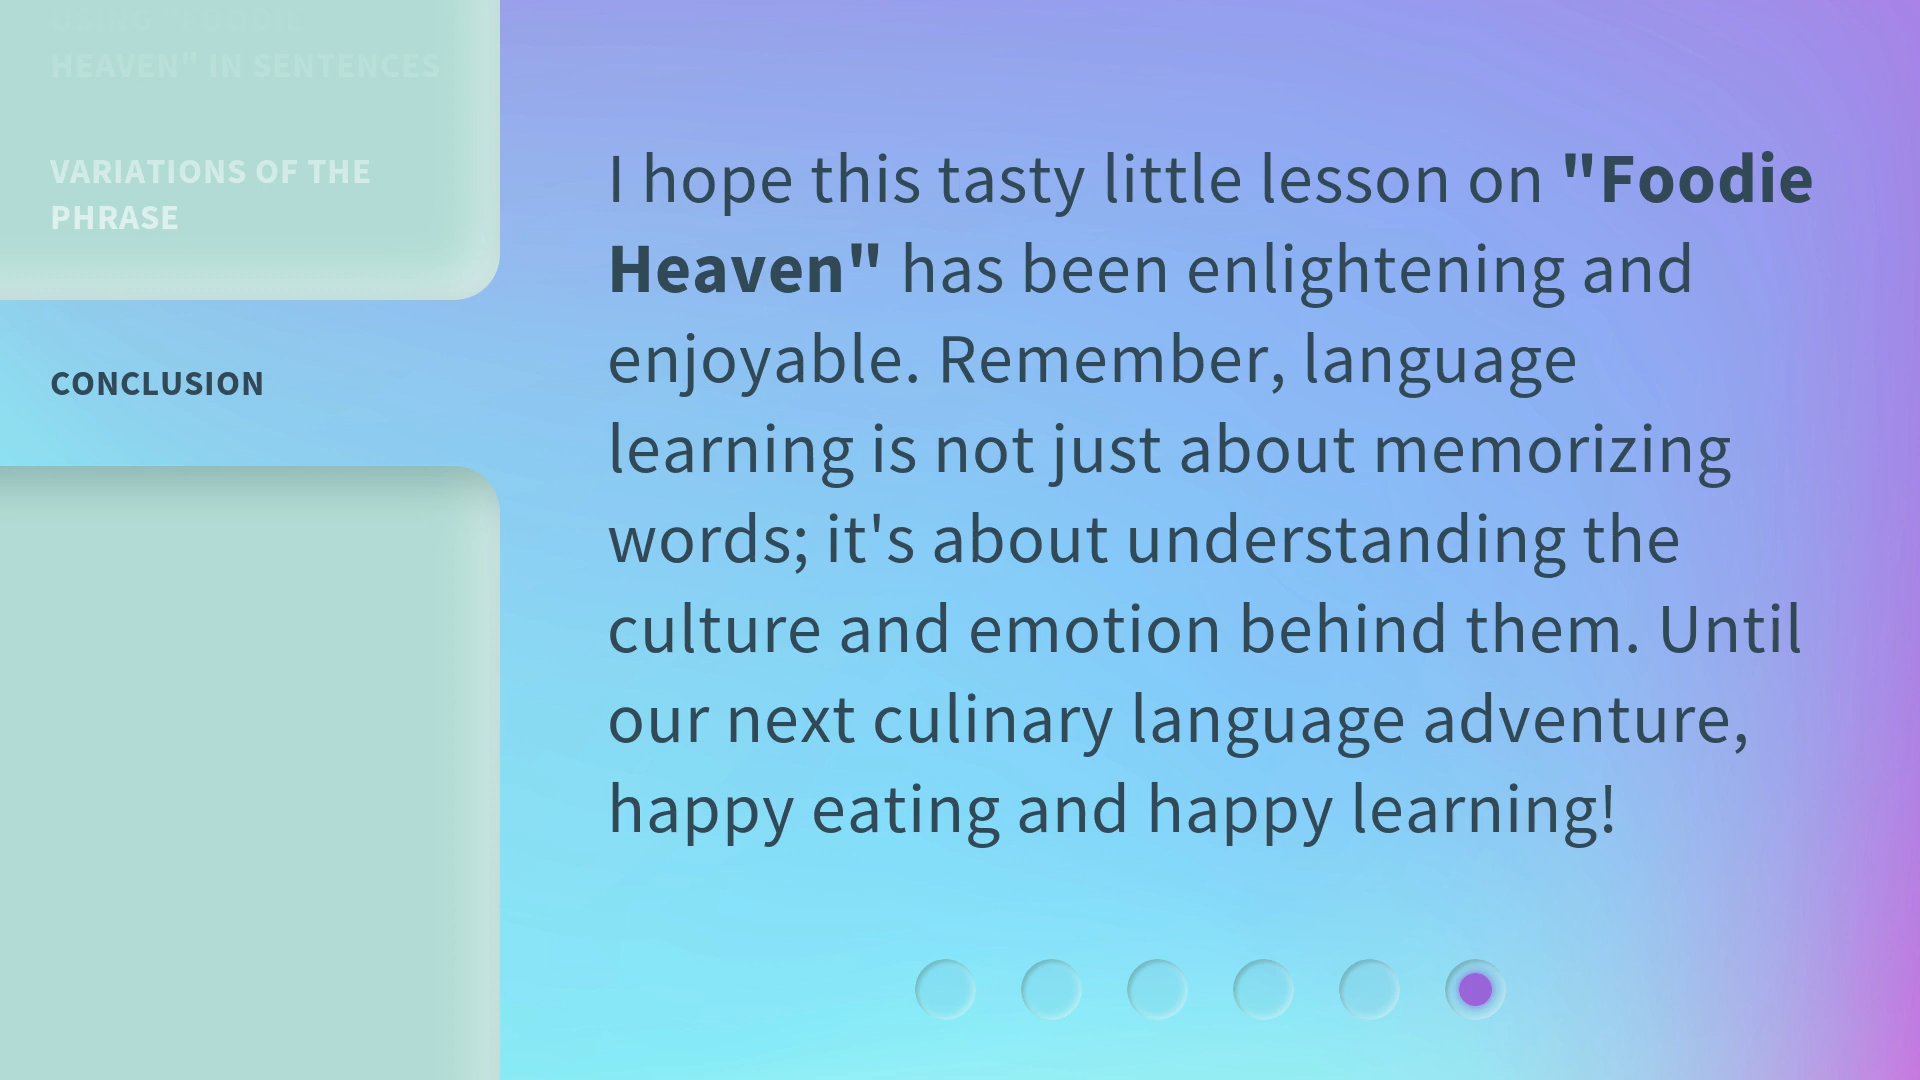 USING "FOODIE
HEAVEN" IN SENTENCES
VARIATIONS OF THE
PHRASE
CONCLUSION
I hope this tasty little lesson on "Foodie
Heaven" has been enlightening and
enjoyable. Remember, language
learning is not just about memorizing
words; it's about understanding the
culture and emotion behind them. Until
our next culinary language adventure,
happy eating and happy learning!